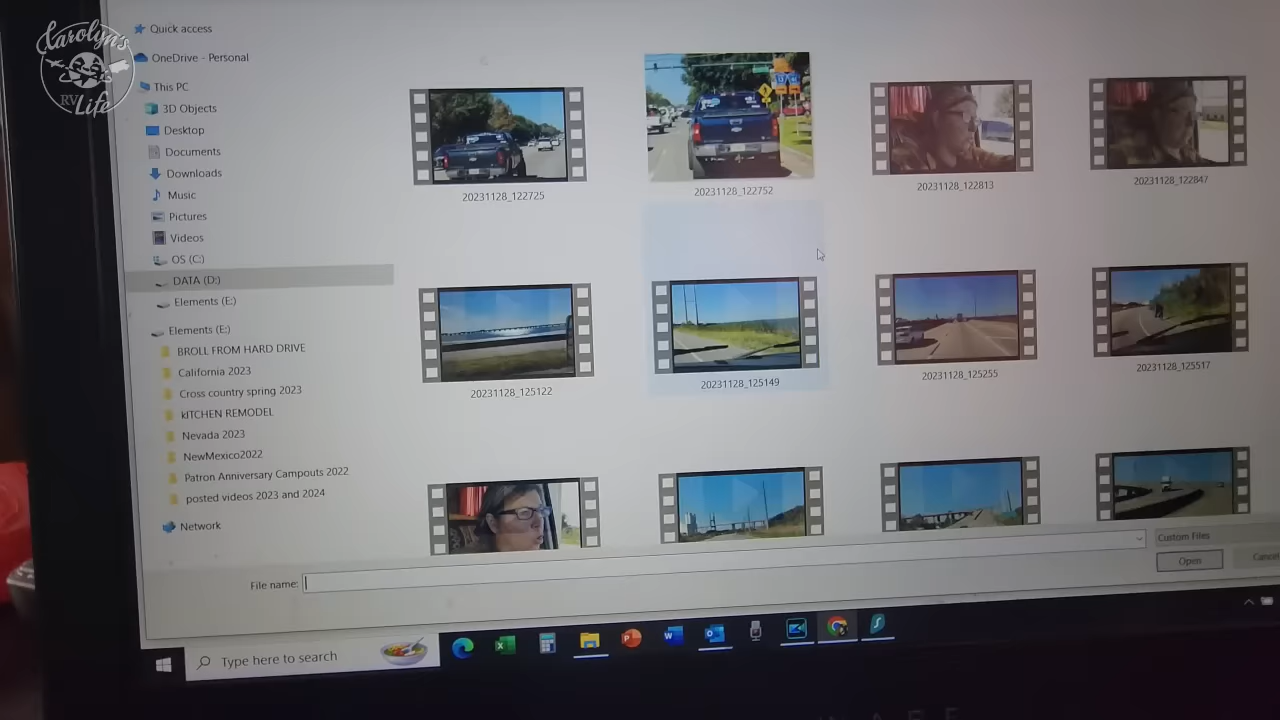 Carolyn's
RV
Life
Quick access
OneDrive - Personal
This PC
3D Objects
Desktop
Documents
Downloads
Music
Pictures
Videos
OS (C:)
DATA (D:)
Elements (E:)
Elements (E:)
BROLL FROM HARD DRIVE
California 2023
Cross country spring 2023
kITCHEN REMODEL
Nevada 2023
NewMexico2022
Patron Anniversary Campouts 2022
posted videos 2023 and 2024
Network
20231128_122725
20231128_122752
20231128_122813
20231128_122847
20231128_125122
20231128_125149
20231128_125255
20231128_125517
File name:
Custom Files
Open
Cancel
Type here to search